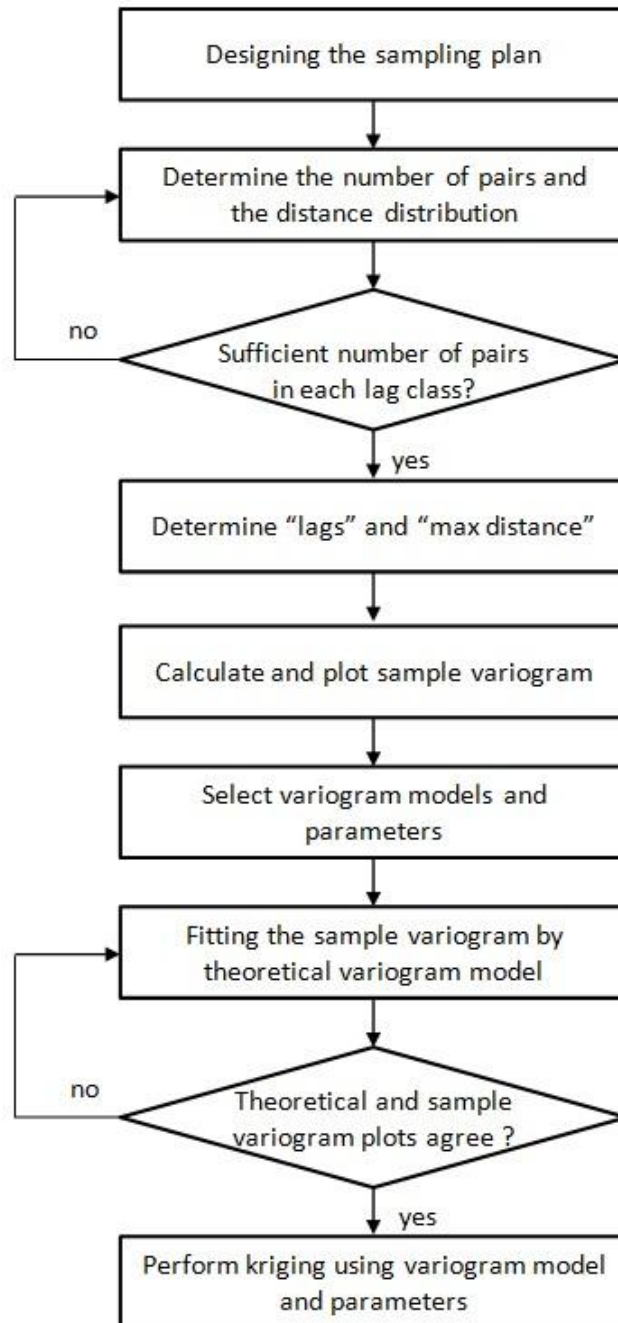 Designing the sampling plan
Determine the number of pairs and
the distance distribution
no
Sufficient number of pairs
in each lag class?
yes
Determine “lags” and “max distance”
Calculate and plot sample variogram
Select variogram models and
parameters
Fitting the sample variogram by
theoretical variogram model
no
Theoretical and sample
variogram plots agree ?
yes
Perform kriging using variogram model
and parameters